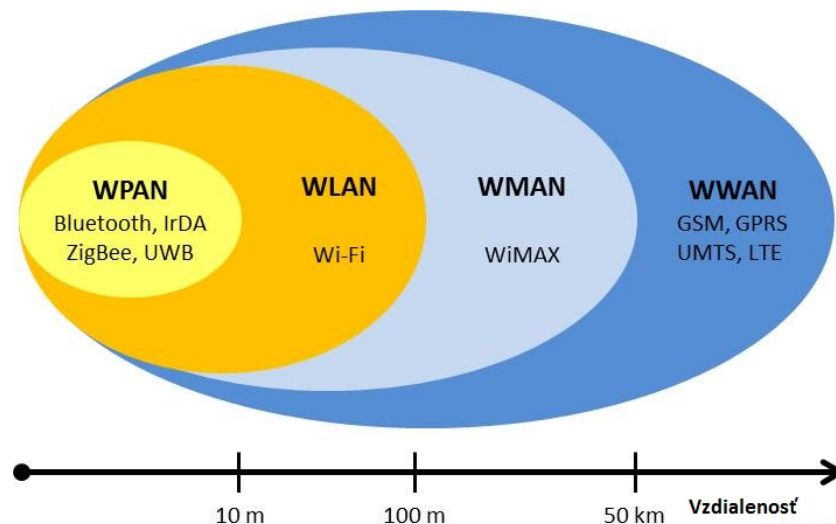 WPAN
Bluetooth, IrDA
ZigBee, UWB
WLAN
Wi-Fi
WMAN
WiMAX
WWAN
GSM, GPRS
UMTS, LTE
10 m
100 m
50 km
Vzdialenosť